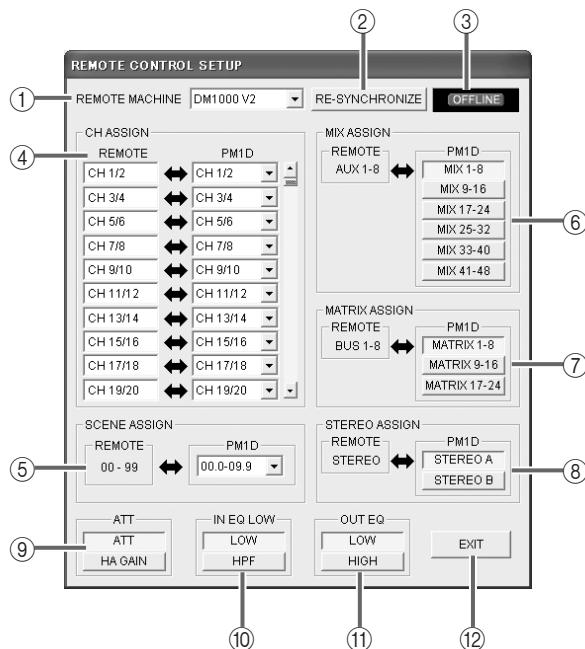 ② ③
REMOTE CONTROL SETUP
① REMOTE MACHINE DM1000 V2 RE-SYNCHRONIZE OFFLINE
CH ASSIGN
④ REMOTE PM1D
CH 1/2 CH 1/2
CH 3/4 CH 3/4
CH 5/6 CH 5/6
CH 7/8 CH 7/8
CH 9/10 CH 9/10
CH 11/12 CH 11/12
CH 13/14 CH 13/14
CH 15/16 CH 15/16
CH 17/18 CH 17/18
CH 19/20 CH 19/20
MIX ASSIGN
REMOTE PM1D
AUX 1-8 MIX 1-8
MIX 9-16
MIX 17-24
⑥
MIX 25-32
MIX 33-40
MIX 41-48
MATRIX ASSIGN
REMOTE PM1D
BUS 1-8 MATRIX 1-8
MATRIX 9-16 ⑦
MATRIX 17-24
SCENE ASSIGN
REMOTE PM1D
⑤ 00 - 99 00.0-09.9
STEREO ASSIGN
REMOTE PM1D
STEREO STEREO A
⑧
STEREO B
ATT IN EQ LOW OUT EQ
⑨ ATT LOW LOW EXIT
HA GAIN HPF HIGH
⑩ ⑪ ⑫